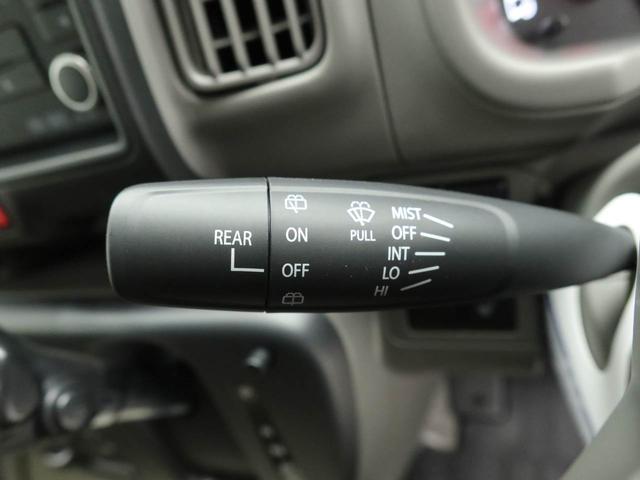 REAR
ON
OFF
PULL
MIST
OFF
INT
LO
HI